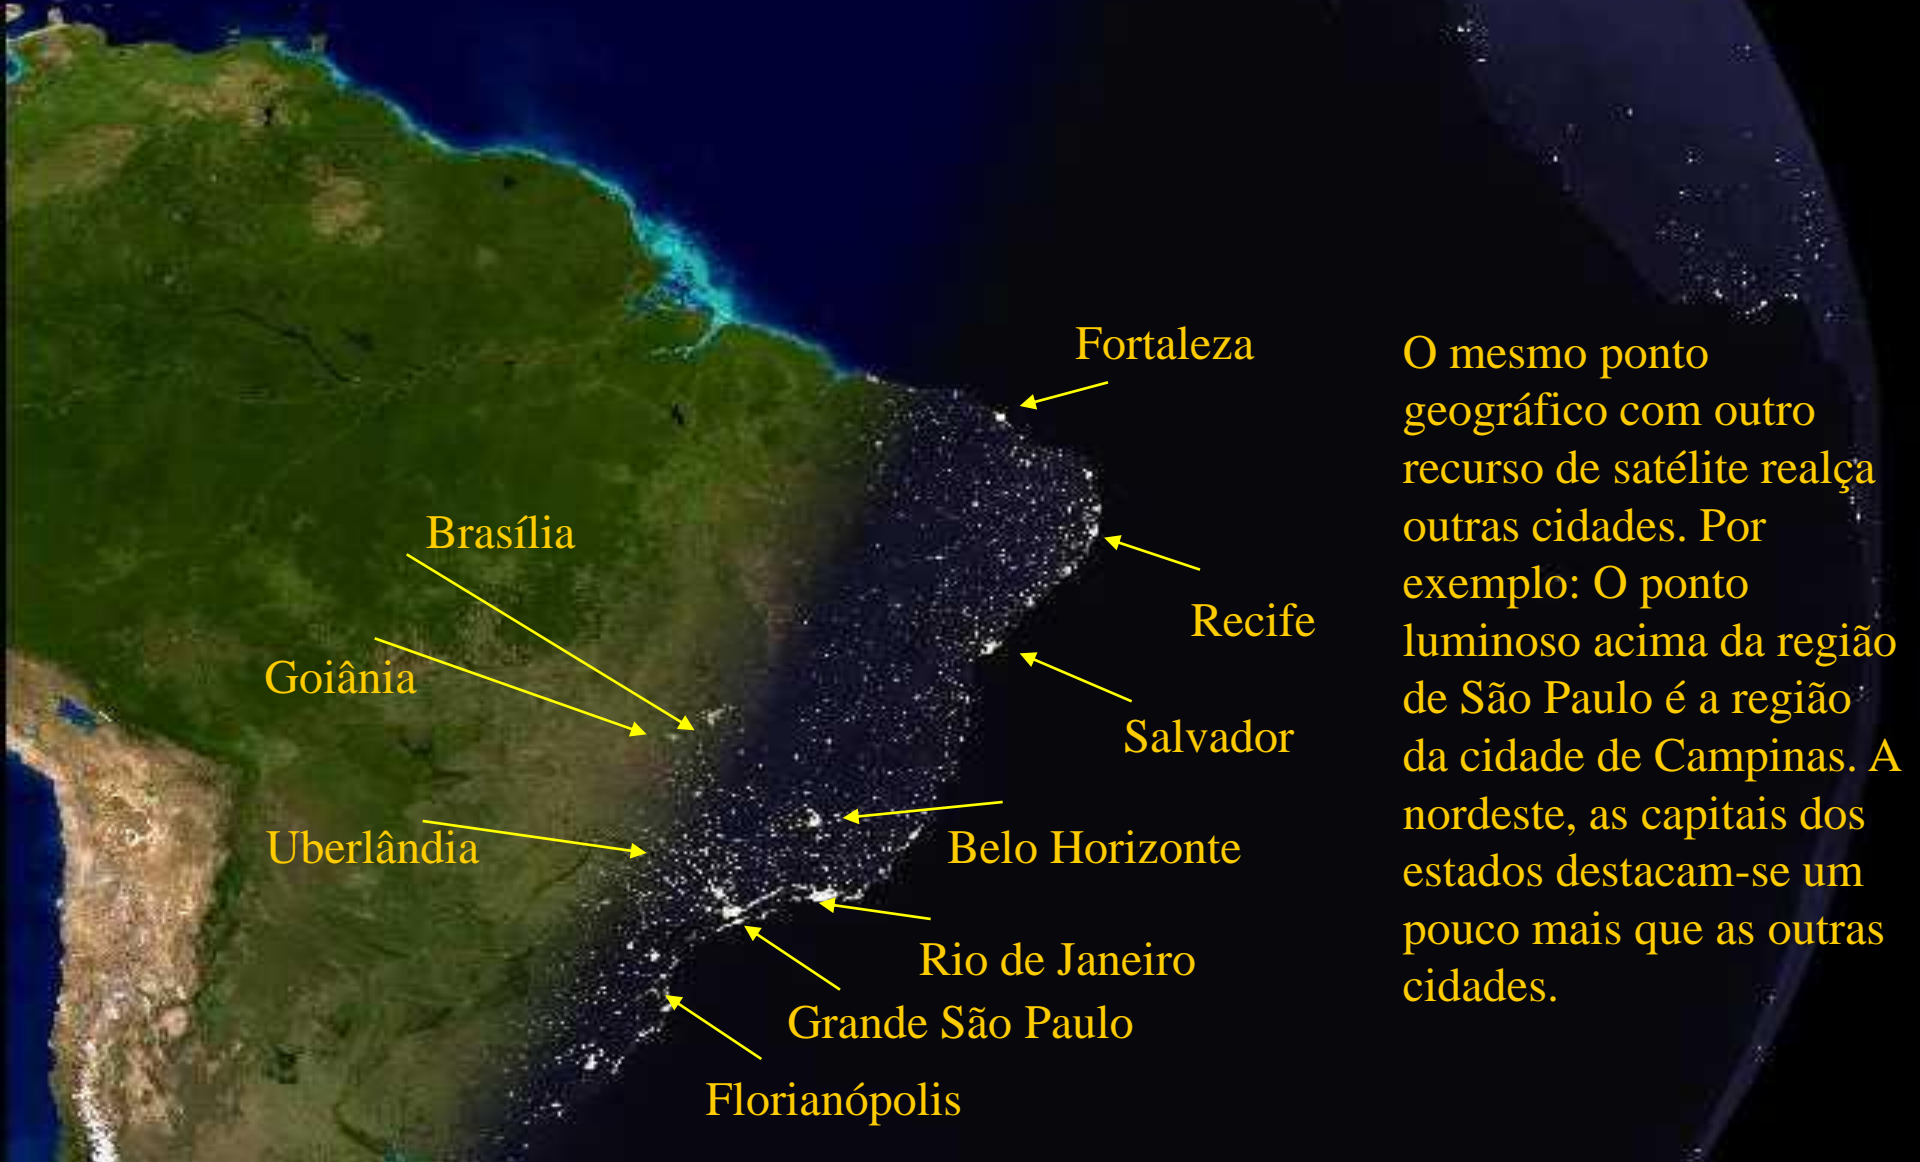 Fortaleza
Brasília
Recife
Goiânia
Salvador
Uberlândia
Belo Horizonte
Rio de Janeiro
Grande São Paulo
Florianópolis
O mesmo ponto
geográfico com outro
recurso de satélite realça
outras cidades. Por
exemplo: O ponto
luminoso acima da região
de São Paulo é a região
da cidade de Campinas. A
nordeste, as capitais dos
estados destacam-se um
pouco mais que as outras
cidades.